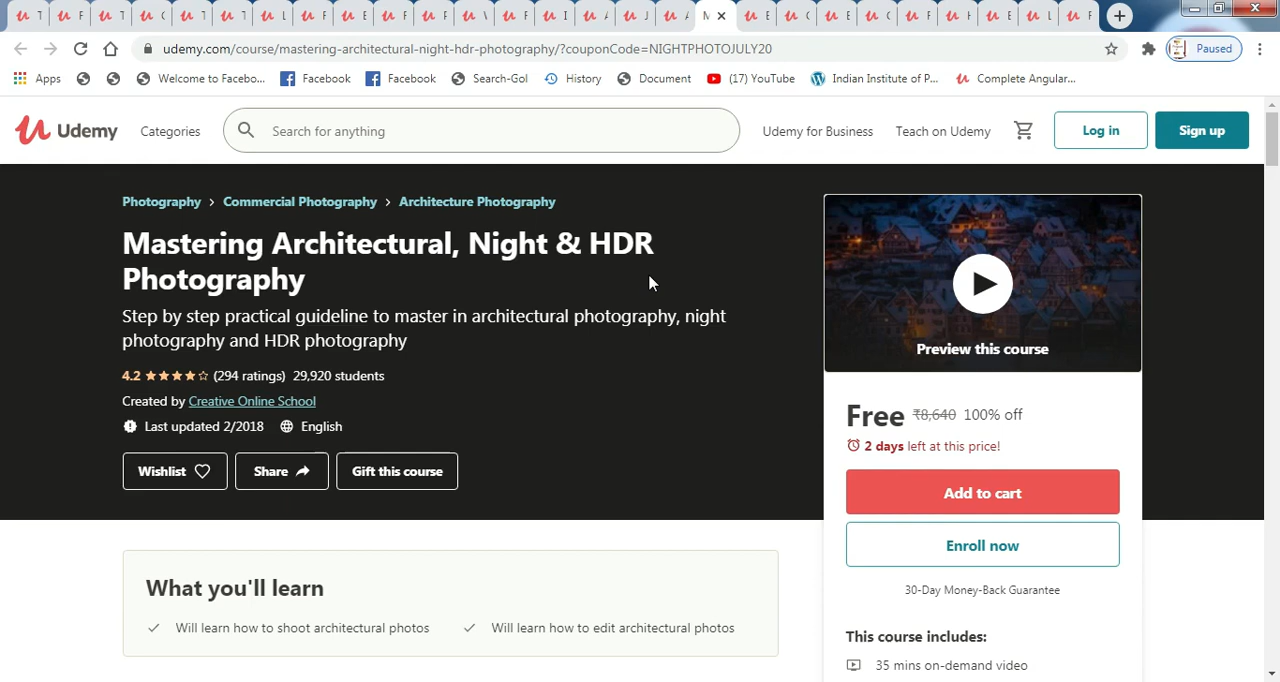 udemy.com/course/mastering-architectural-night-hdr-photography/?couponCode=NIGHTPHOTOJULY20
Paused
Apps
Welcome to Facebo...
Facebook
Facebook
Search-Gol
History
Document
(17) YouTube
Indian Institute of P...
Complete Angular...
Udemy
Categories
Search for anything
Udemy for Business
Teach on Udemy
Log in
Sign up
Photography > Commercial Photography > Architecture Photography
Mastering Architectural, Night & HDR
Photography
Step by step practical guideline to master in architectural photography, night
photography and HDR photography
4.2 (294 ratings) 29,920 students
Created by Creative Online School
Last updated 2/2018 English
Wishlist
Share
Gift this course
Preview this course
Free ₹8,640 100% off
2 days left at this price!
Add to cart
Enroll now
30-Day Money-Back Guarantee
This course includes:
35 mins on-demand video
What you'll learn
Will learn how to shoot architectural photos
Will learn how to edit architectural photos